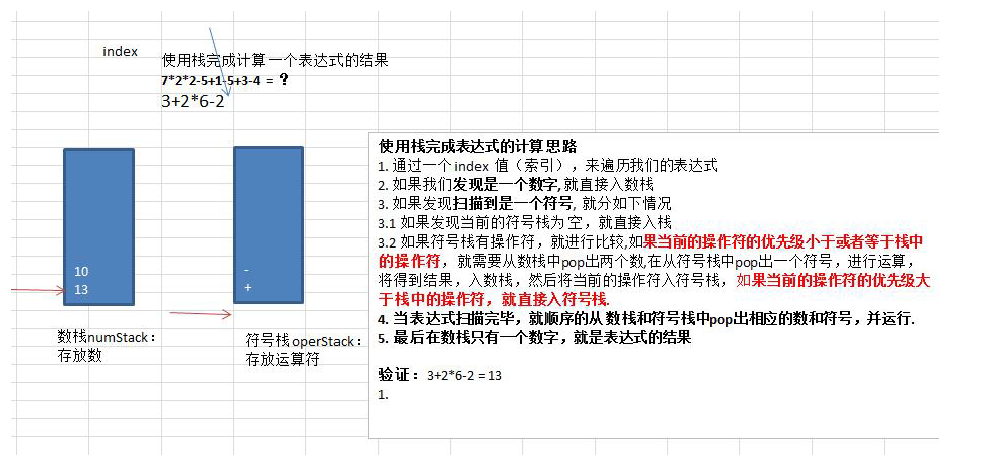 index
使用栈完成计算一个表达式的结果
7*2*2-5+1-5+3-4 = ？
3+2*6-2
10
13
-
+
数栈numStack：
存放数
符号栈operStack：
存放运算符
使用栈完成表达式的计算思路
1. 通过一个 index 值（索引），来遍历我们的表达式
2. 如果我们发现是一个数字,就直接入数栈
3. 如果发现扫描到是一个符号, 就分如下情况
3.1 如果发现当前的符号栈为 空，就直接入栈
3.2 如果符号栈有操作符，就进行比较,如果当前的操作符的优先级小于或者等于栈中
的操作符，就需要从数栈中pop出两个数,在从符号栈中pop出一个符号，进行运算，
将得到结果，入数栈，然后将当前的操作符入符号栈，如果当前的操作符的优先级大
于栈中的操作符，就直接入符号栈.
4. 当表达式扫描完毕，就顺序的从 数栈和符号栈中pop出相应的数和符号，并运行.
5. 最后在数栈只有一个数字，就是表达式的结果
验证：3+2*6-2 = 13
1.